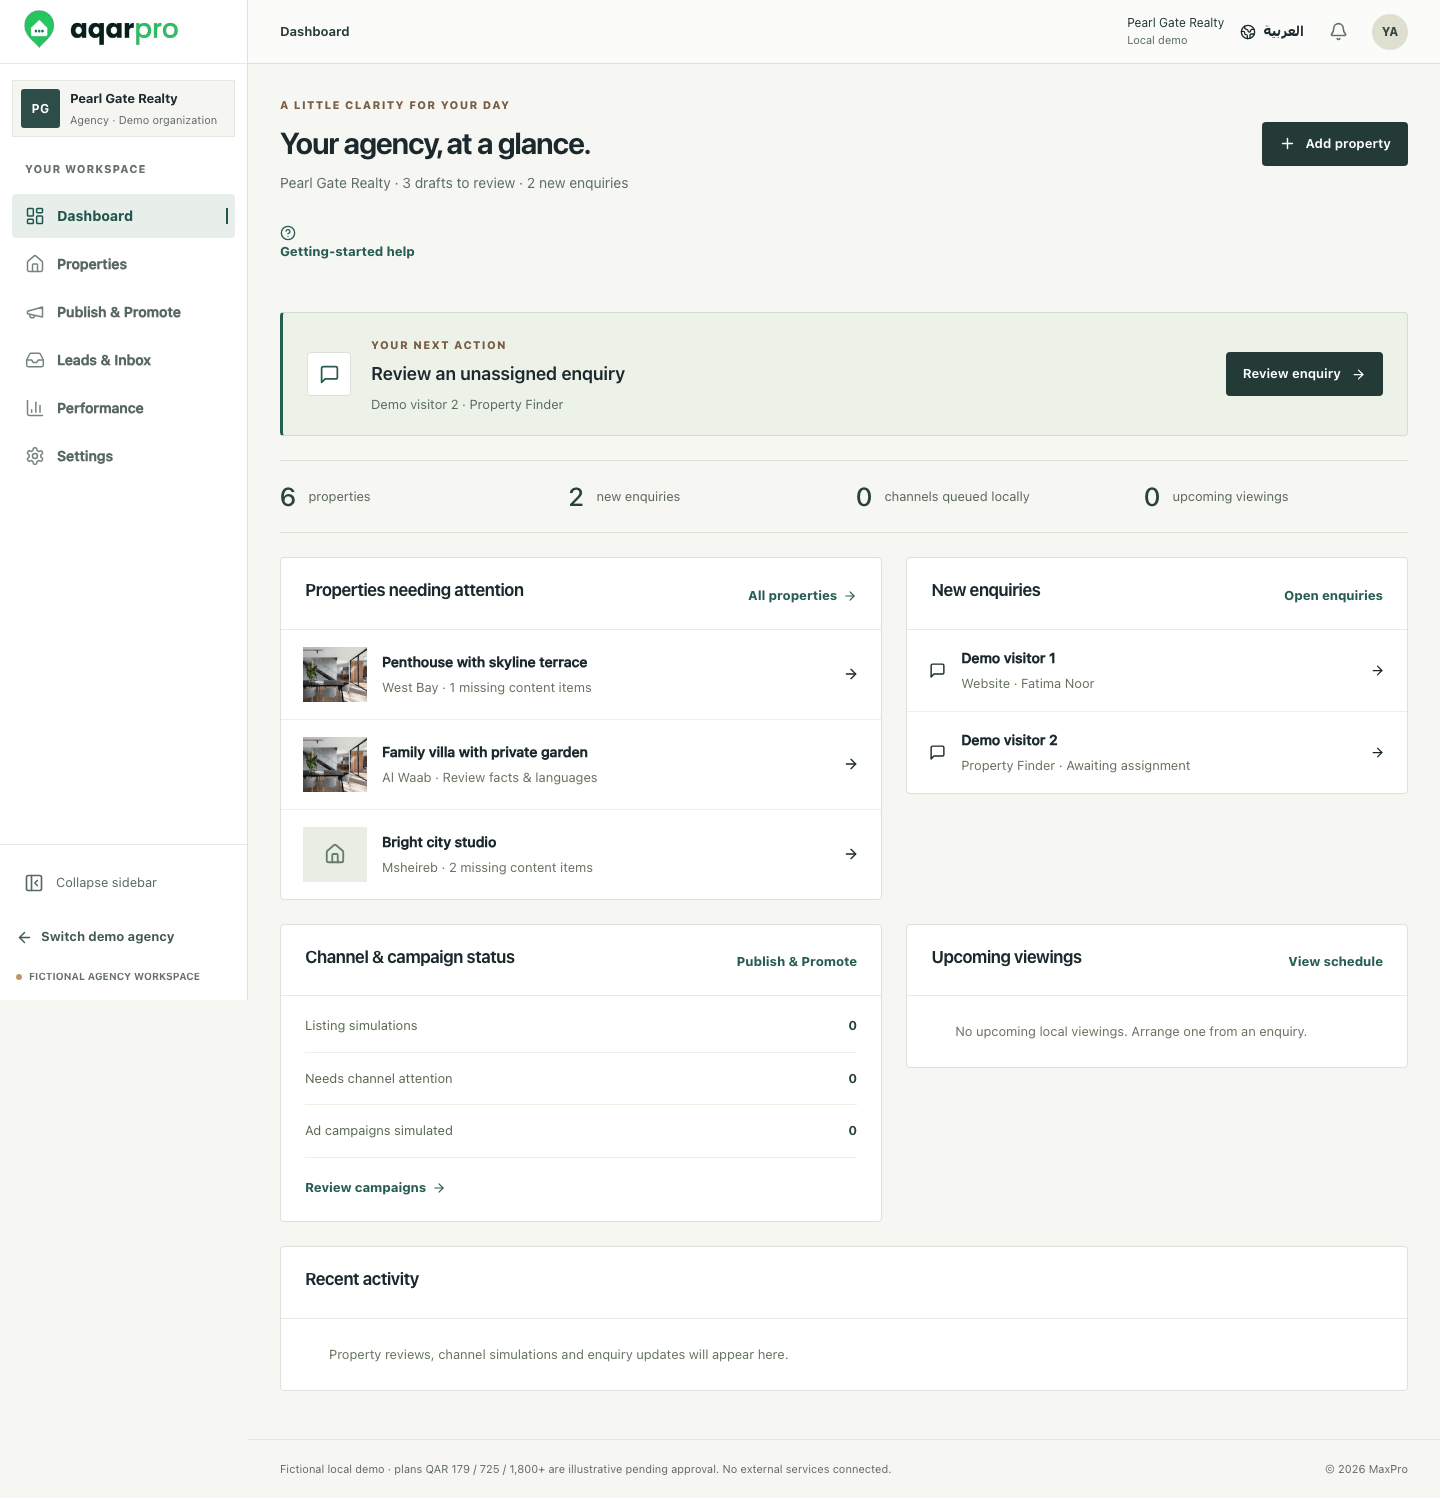 aqarpro
Dashboard
Pearl Gate Realty
Local demo
العربية
YA
PG
Pearl Gate Realty
Agency · Demo organization
YOUR WORKSPACE
Dashboard
Properties
Publish & Promote
Leads & Inbox
Performance
Settings
Collapse sidebar
Switch demo agency
FICTIONAL AGENCY WORKSPACE
A LITTLE CLARITY FOR YOUR DAY
Your agency, at a glance.
Pearl Gate Realty · 3 drafts to review · 2 new enquiries
Add property
Getting-started help
YOUR NEXT ACTION
Review an unassigned enquiry
Demo visitor 2 · Property Finder
Review enquiry
6 properties
2 new enquiries
0 channels queued locally
0 upcoming viewings
Properties needing attention
All properties
Penthouse with skyline terrace
West Bay · 1 missing content items
Family villa with private garden
Al Waab · Review facts & languages
Bright city studio
Msheireb · 2 missing content items
New enquiries
Open enquiries
Demo visitor 1
Website · Fatima Noor
Demo visitor 2
Property Finder · Awaiting assignment
Channel & campaign status
Publish & Promote
Listing simulations 0
Needs channel attention 0
Ad campaigns simulated 0
Review campaigns
Upcoming viewings
View schedule
No upcoming local viewings. Arrange one from an enquiry.
Recent activity
Property reviews, channel simulations and enquiry updates will appear here.
Fictional local demo · plans QAR 179 / 725 / 1,800+ are illustrative pending approval. No external services connected.
© 2026 MaxPro